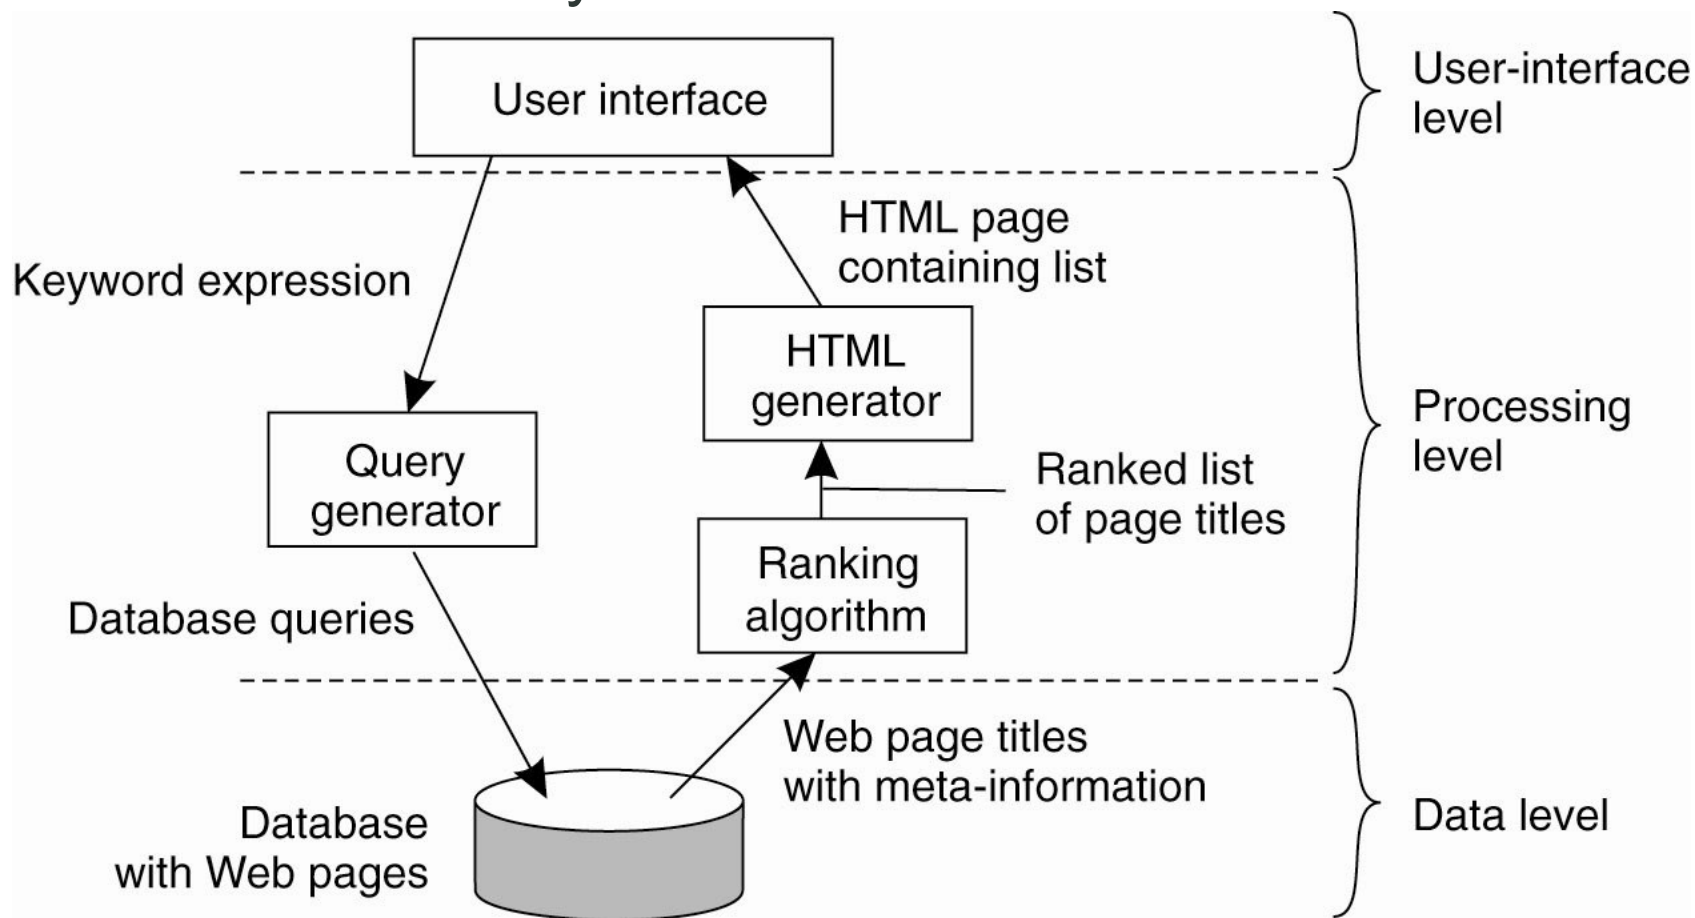 User interface
User-interface
level
HTML page
containing list
Keyword expression
HTML
generator
Processing
level
Query
generator
Ranked list
of page titles
Ranking
algorithm
Database queries
Web page titles
with meta-information
Database
with Web pages
Data level